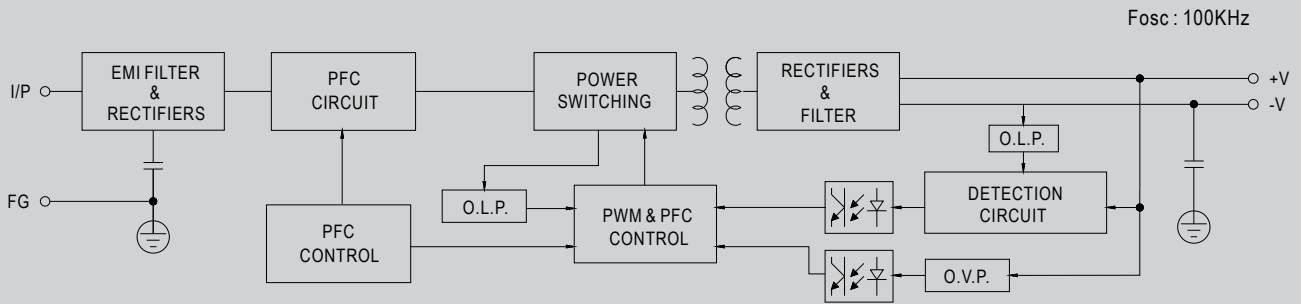 Fosc : 100KHz
I/P
EMI FILTER
&
RECTIFIERS
PFC
CIRCUIT
POWER
SWITCHING
RECTIFIERS
&
FILTER
+V
-V
O.L.P.
FG
O.L.P.
PFC
CONTROL
PWM & PFC
CONTROL
DETECTION
CIRCUIT
O.V.P.